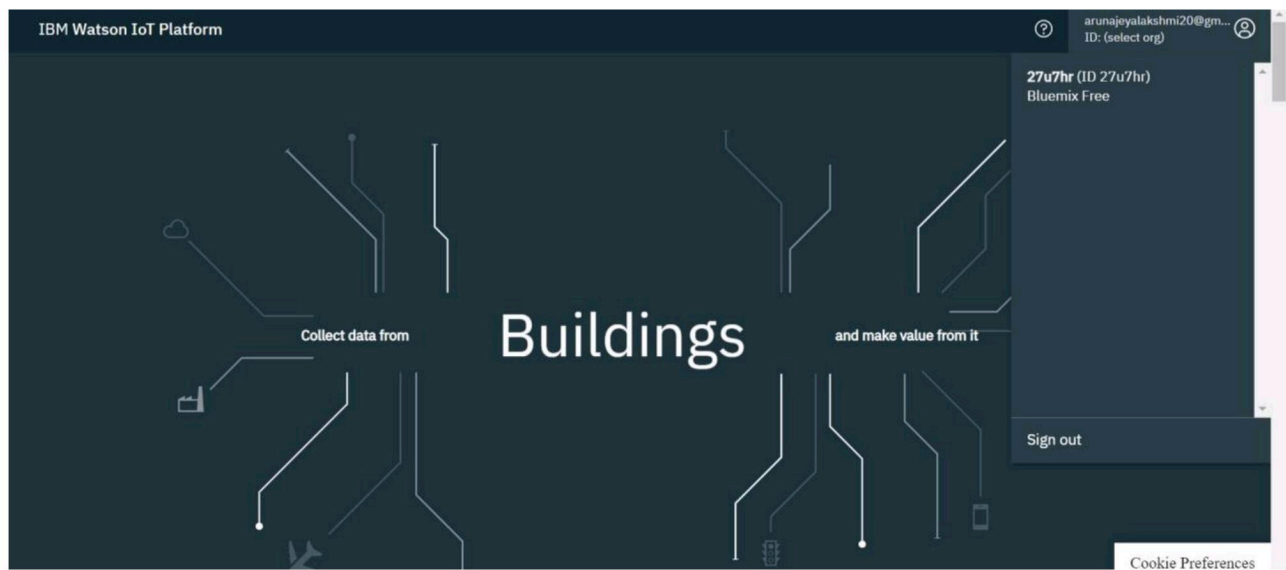 IBM Watson IoT Platform
arunajeyalakshmi20@gm...
ID: (select org)
27u7hr (ID 27u7hr)
Bluemix Free
Collect data from
Buildings
and make value from it
Sign out
Cookie Preferences